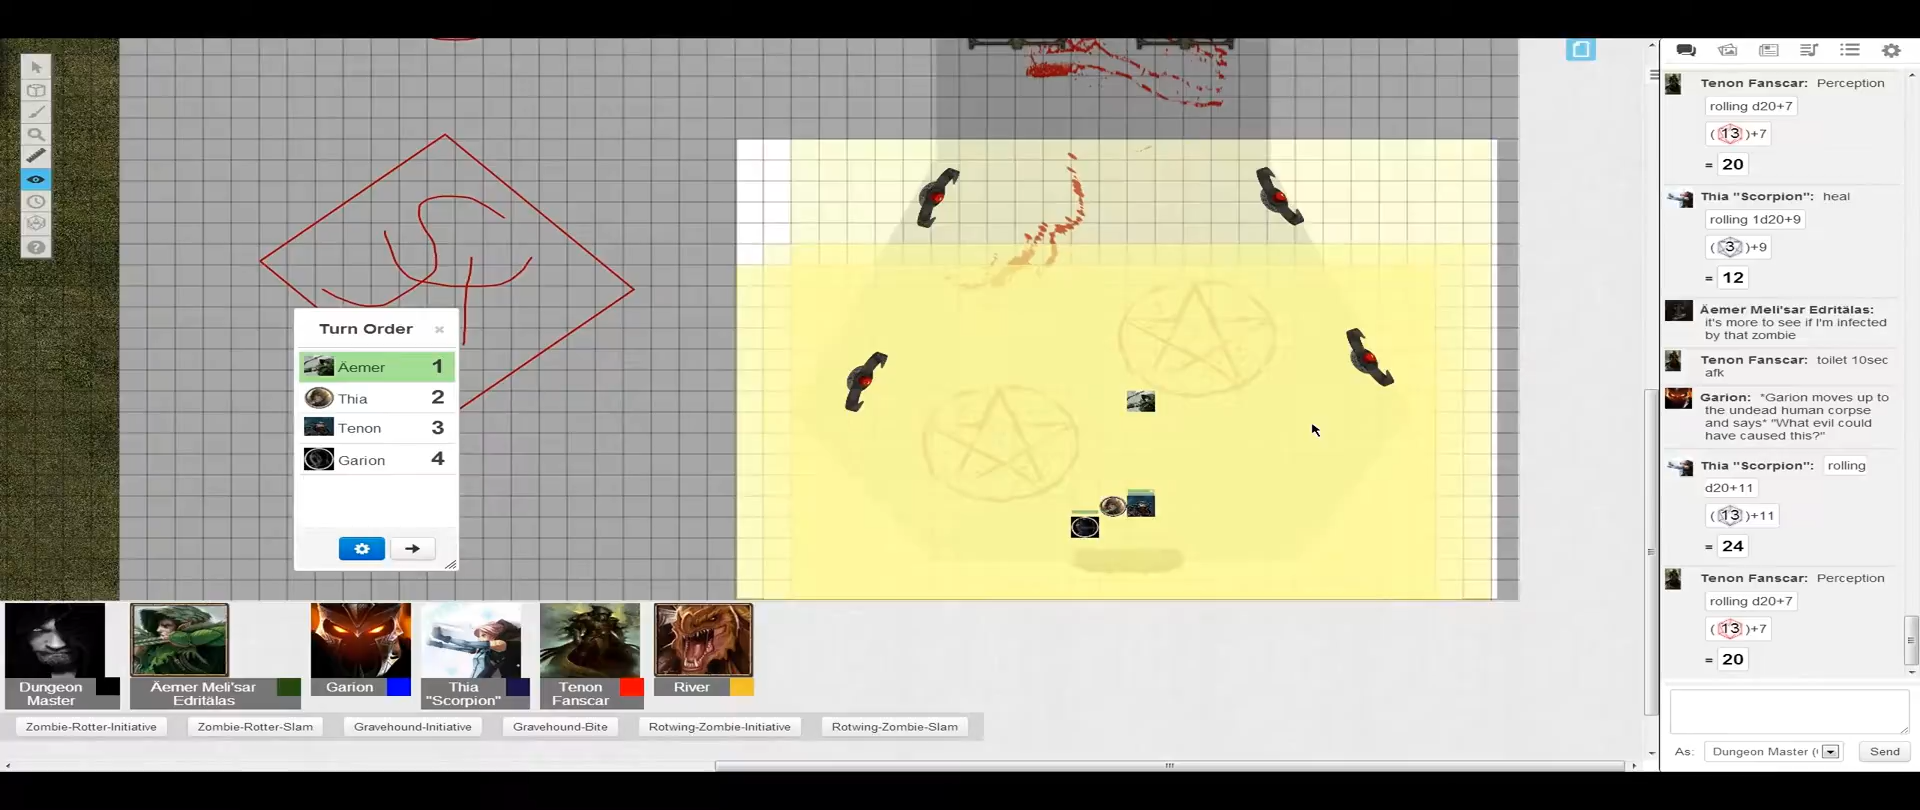 Turn Order ×
Äemer 1
Thia 2
Tenon 3
Garion 4
Dungeon
Master
Äemer Meli'sar
Edritälas
Garion
Thia
"Scorpion"
Tenon
Fanscar
River
Zombie-Rotter-Initiative
Zombie-Rotter-Slam
Gravehound-Initiative
Gravehound-Bite
Rotwing-Zombie-Initiative
Rotwing-Zombie-Slam
Tenon Fanscar: Perception
rolling d20+7
(13)+7
= 20
Thia "Scorpion": heal
rolling 1d20+9
(3)+9
= 12
Äemer Meli'sar Edritälas:
it's more to see if I'm infected
by that zombie
Tenon Fanscar: toilet 10sec
afk
Garion: *Garion moves up to
the undead human corpse
and says* "What evil could
have caused this?"
Thia "Scorpion": rolling
d20+11
(13)+11
= 24
Tenon Fanscar: Perception
rolling d20+7
(13)+7
= 20
As: Dungeon Master (
Send